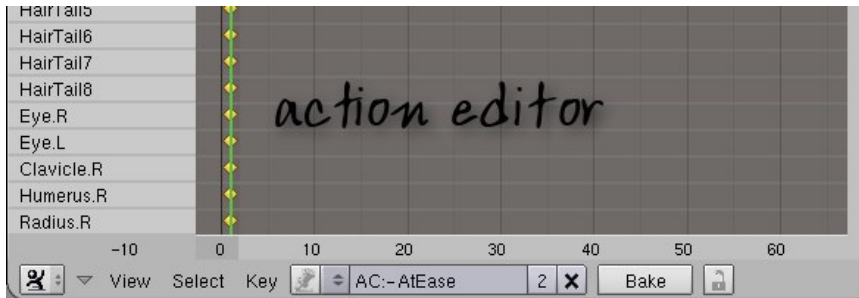 HairTail5
HairTail6
HairTail7
HairTail8
Eye.R
Eye.L
Clavicle.R
Humerus.R
Radius.R
action editor
-10 0 10 20 30 40 50 60
View Select Key AC:-AtEase 2 Bake